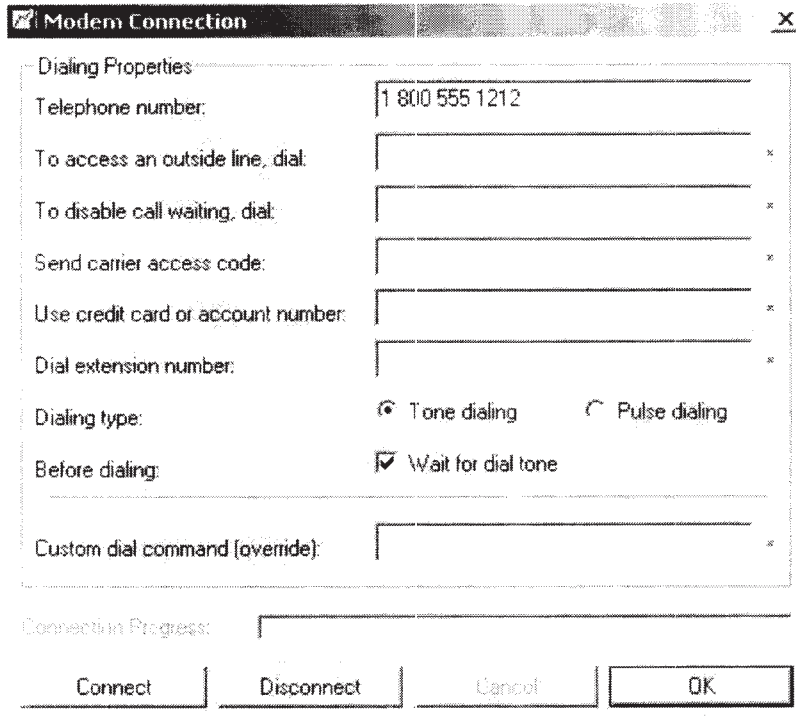 Modem Connection
Dialing Properties
Telephone number: 1 800 555 1212
To access an outside line, dial: *
To disable call waiting, dial: *
Send carrier access code: *
Use credit card or account number: *
Dial extension number: *
Dialing type: Tone dialing Pulse dialing
Before dialing: Wait for dial tone
Custom dial command (override): *
Connection Progress:
Connect Disconnect Cancel OK